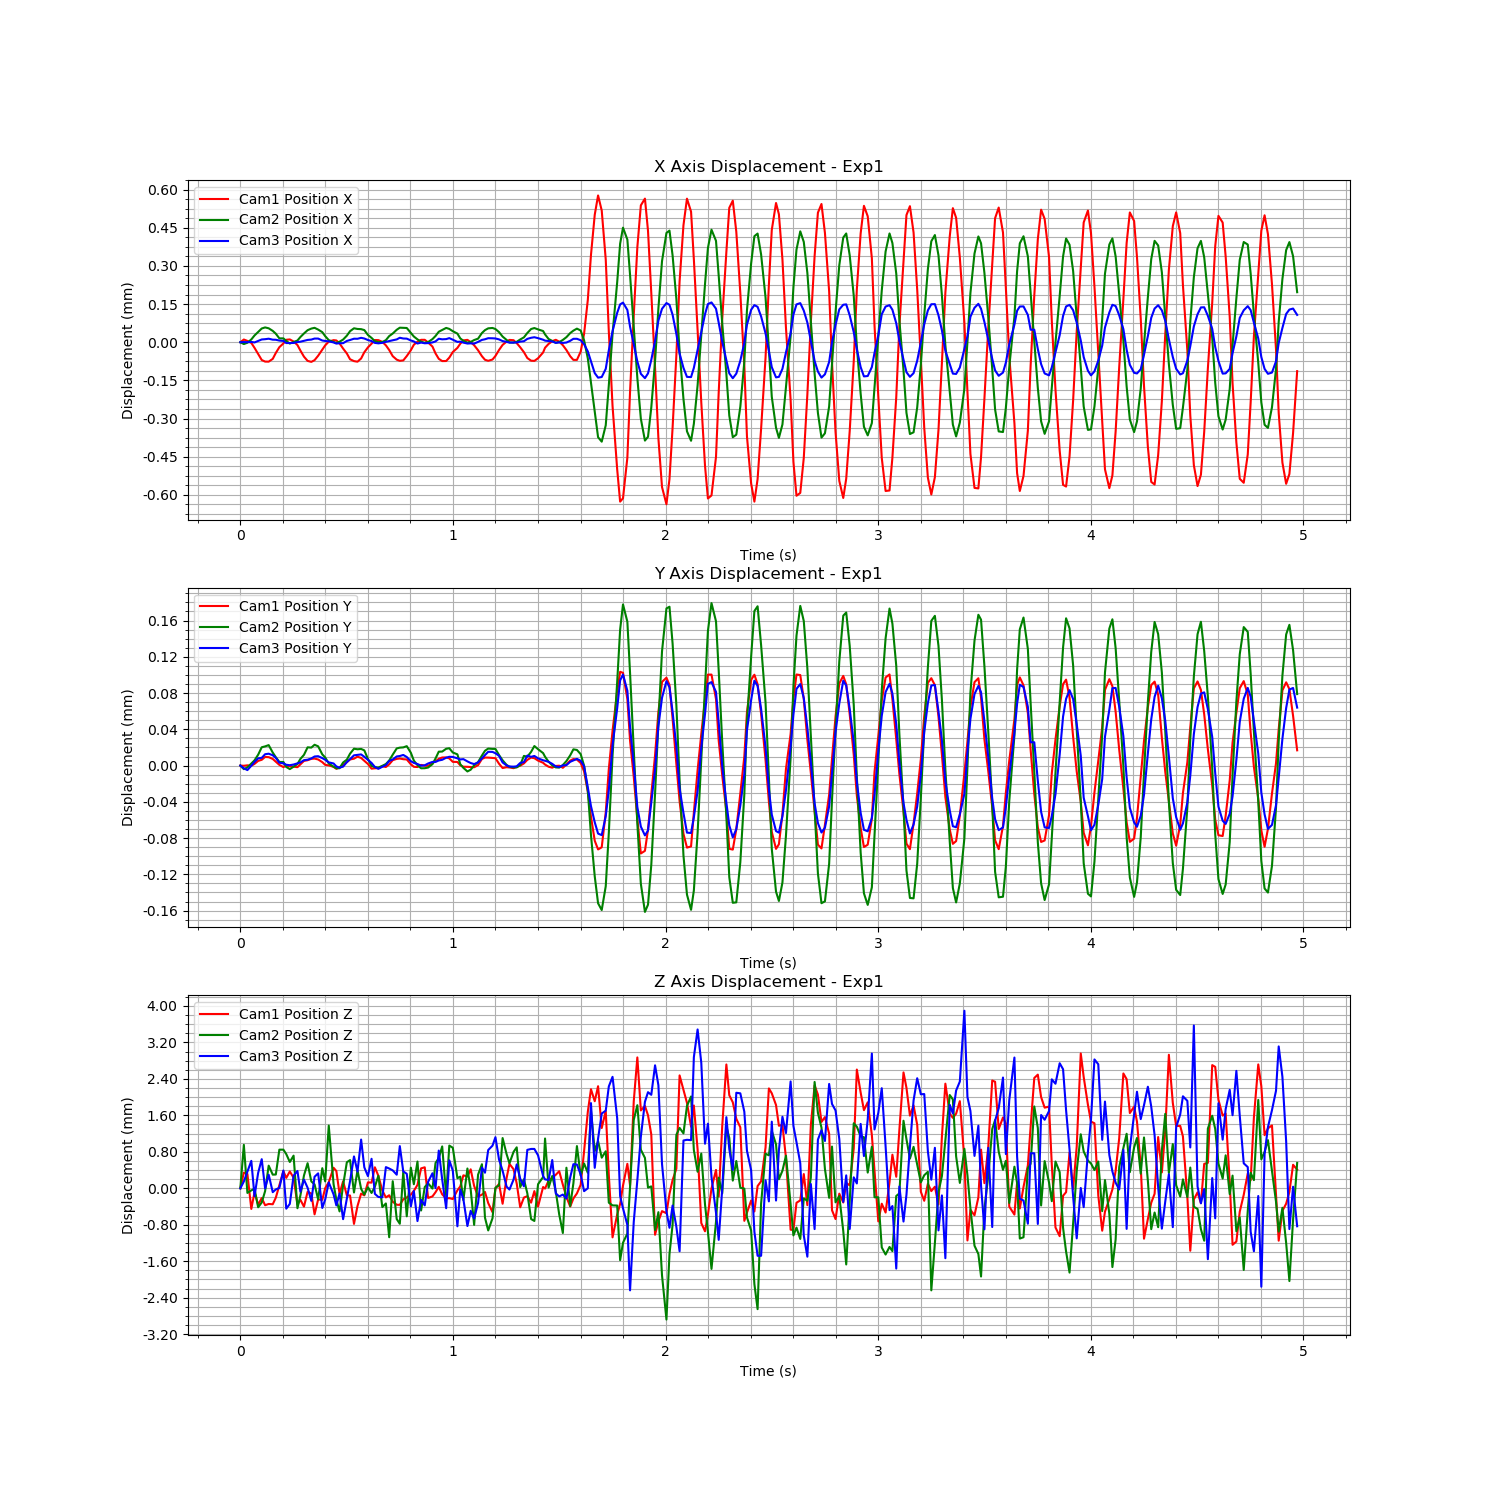 X Axis Displacement - Exp1
Cam1 Position X
Cam2 Position X
Cam3 Position X
Displacement (mm)
0.60
0.45
0.30
0.15
0.00
-0.15
-0.30
-0.45
-0.60
0 1 2 3 4 5
Time (s)
Y Axis Displacement - Exp1
Cam1 Position Y
Cam2 Position Y
Cam3 Position Y
Displacement (mm)
0.16
0.12
0.08
0.04
0.00
-0.04
-0.08
-0.12
-0.16
0 1 2 3 4 5
Time (s)
Z Axis Displacement - Exp1
Cam1 Position Z
Cam2 Position Z
Cam3 Position Z
Displacement (mm)
4.00
3.20
2.40
1.60
0.80
0.00
-0.80
-1.60
-2.40
-3.20
0 1 2 3 4 5
Time (s)